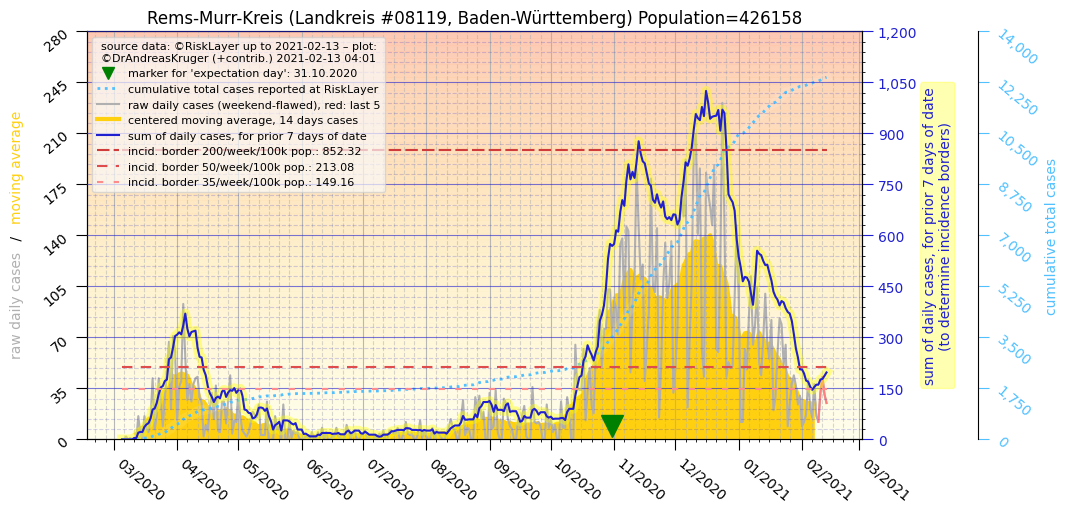 Rems-Murr-Kreis (Landkreis #08119, Baden-Württemberg) Population=426158
source data: ©RiskLayer up to 2021-02-13 – plot:
©DrAndreasKruger (+contrib.) 2021-02-13 04:01
marker for 'expectation day': 31.10.2020
cumulative total cases reported at RiskLayer
raw daily cases (weekend-flawed), red: last 5
centered moving average, 14 days cases
sum of daily cases, for prior 7 days of date
incid. border 200/week/100k pop.: 852.32
incid. border 50/week/100k pop.: 213.08
incid. border 35/week/100k pop.: 149.16
raw daily cases / moving average
280
245
210
175
140
105
70
35
0
03/2020
04/2020
05/2020
06/2020
07/2020
08/2020
09/2020
10/2020
11/2020
12/2020
01/2021
02/2021
03/2021
1,200
1,050
900
750
600
450
300
150
0
sum of daily cases, for prior 7 days of date
(to determine incidence borders)
14,000
12,250
10,500
8,750
7,000
5,250
3,500
1,750
0
cumulative total cases